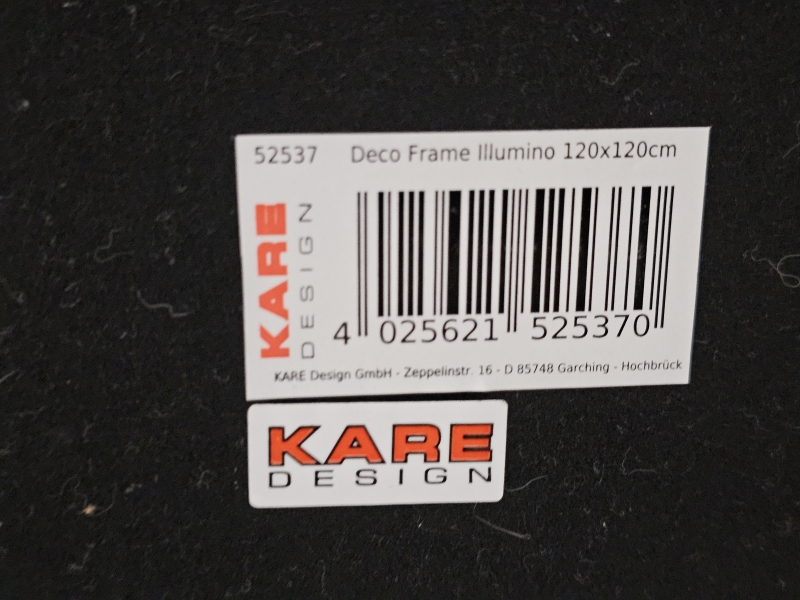 52537 Deco Frame Illumino 120x120cm
KARE
DESIGN
4 025621 525370
KARE Design GmbH - Zeppelinstr. 16 - D 85748 Garching - Hochbrück
KARE
DESIGN